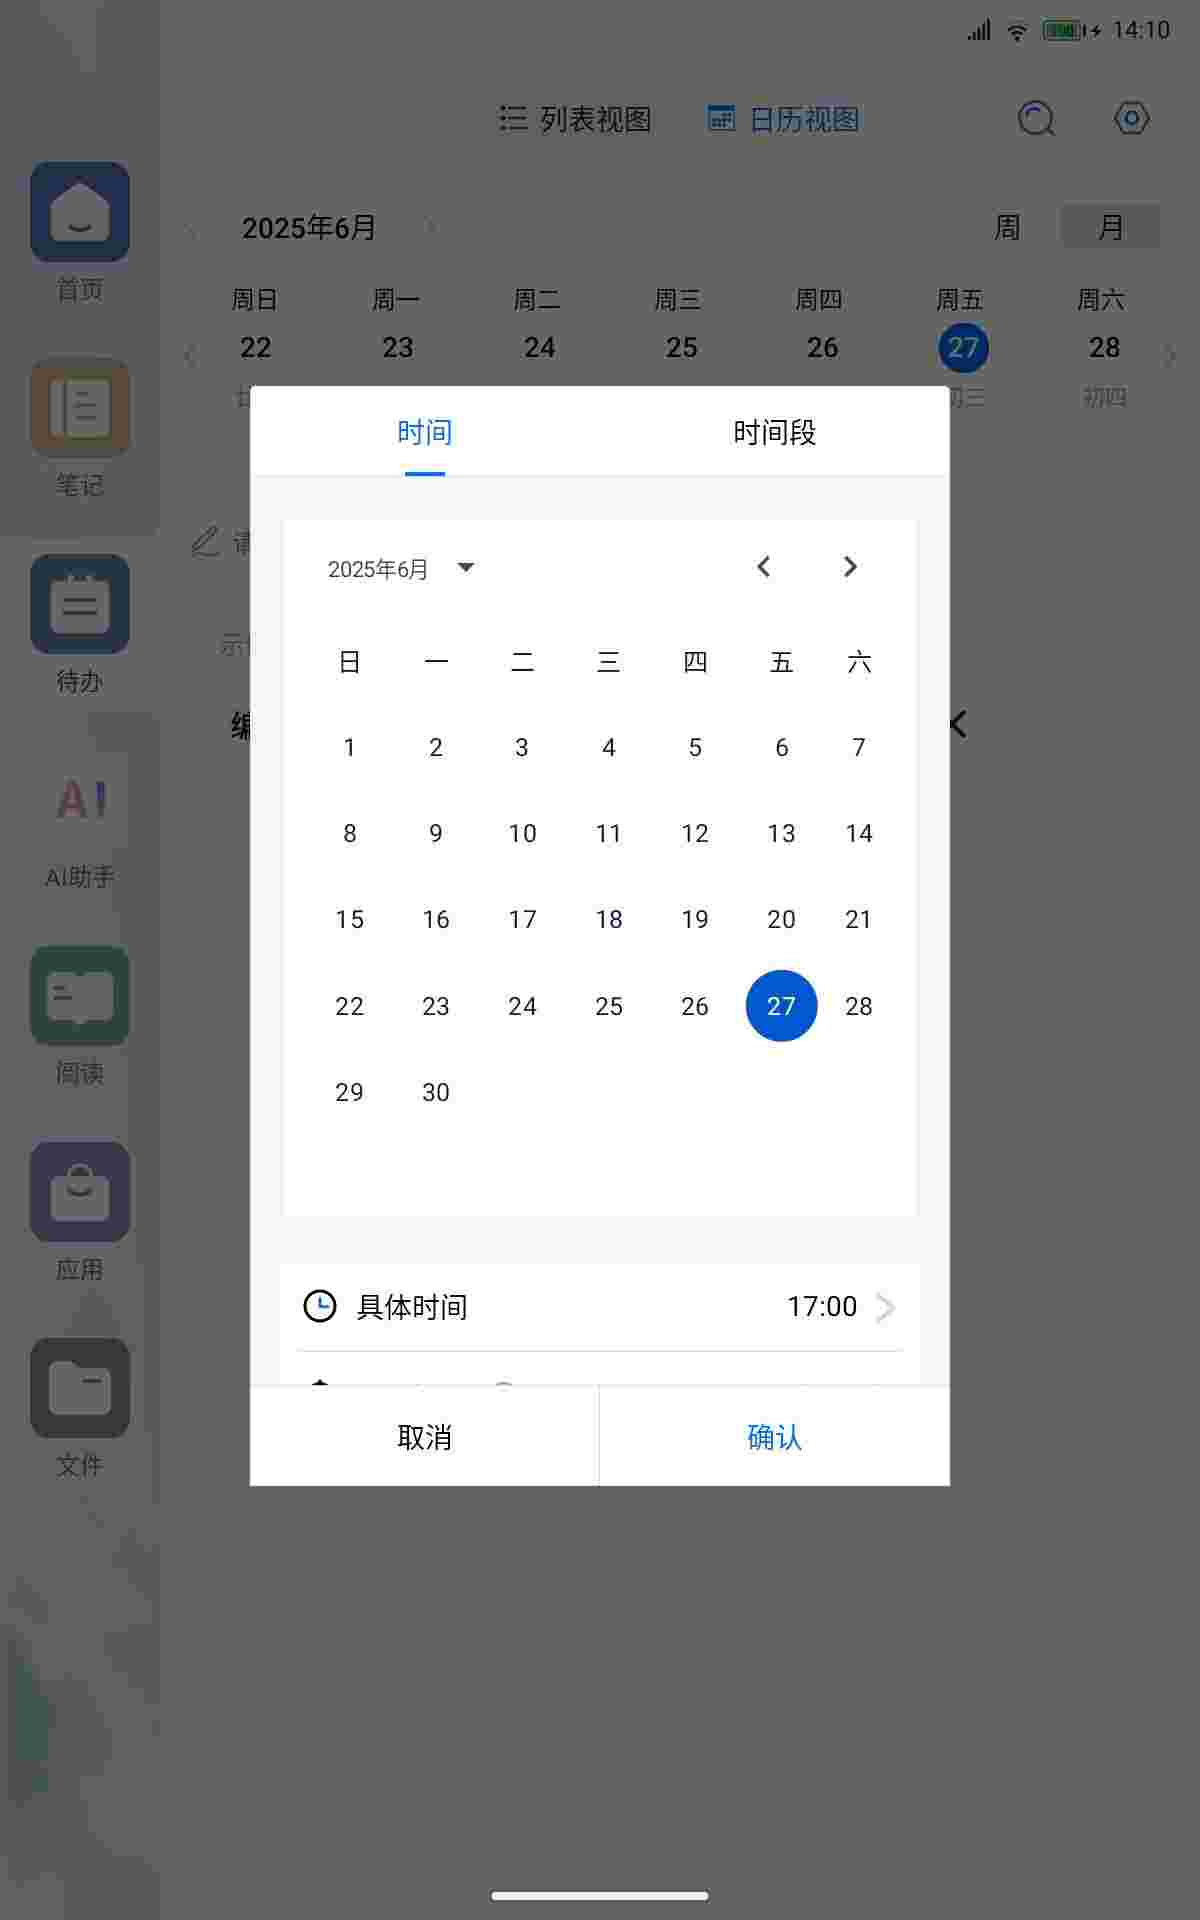 14:10
列表视图 日历视图
2025年6月 周 月
周日 周一 周二 周三 周四 周五 周六
22 23 24 25 26 27 28
初三 初四
首页
笔记
待办
AI
AI助手
阅读
应用
文件
编
时间 时间段
2025年6月
日 一 二 三 四 五 六
1 2 3 4 5 6 7
8 9 10 11 12 13 14
15 16 17 18 19 20 21
22 23 24 25 26 27 28
29 30
具体时间 17:00
取消 确认